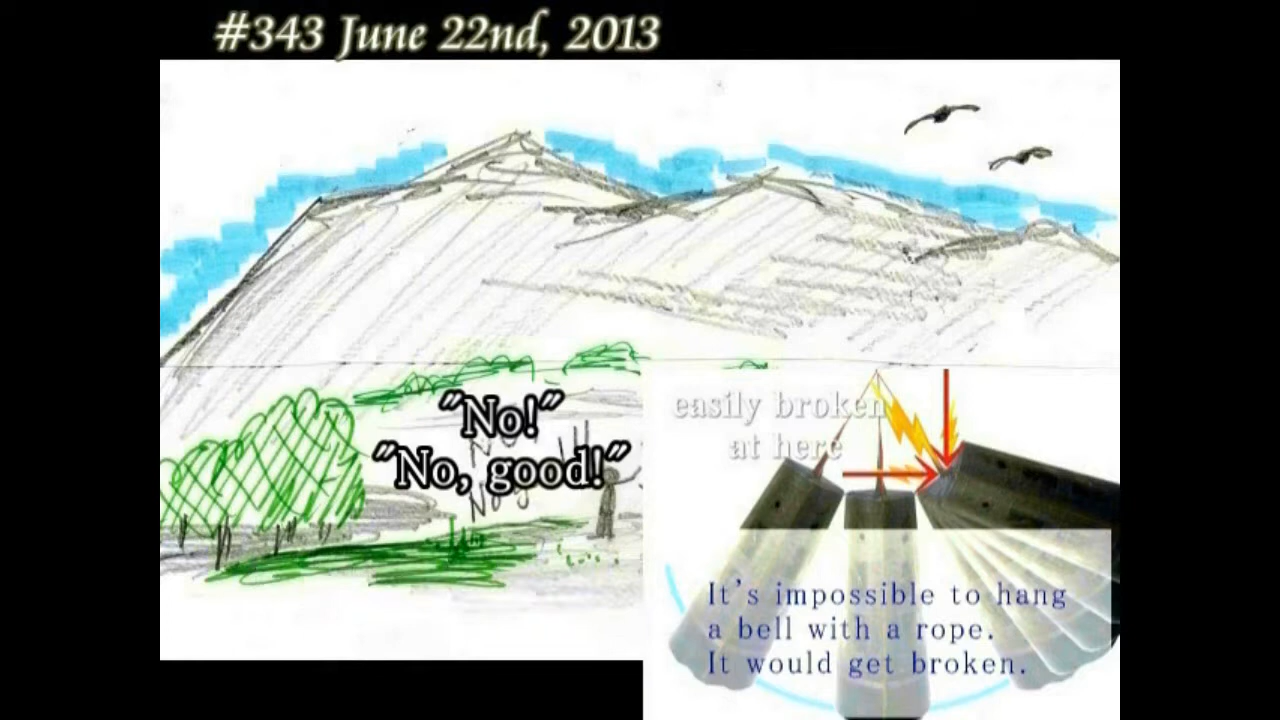 #343 June 22nd, 2013
"No!"
"No, good!"
easily broken
at here
It's impossible to hang
a bell with a rope.
It would get broken.